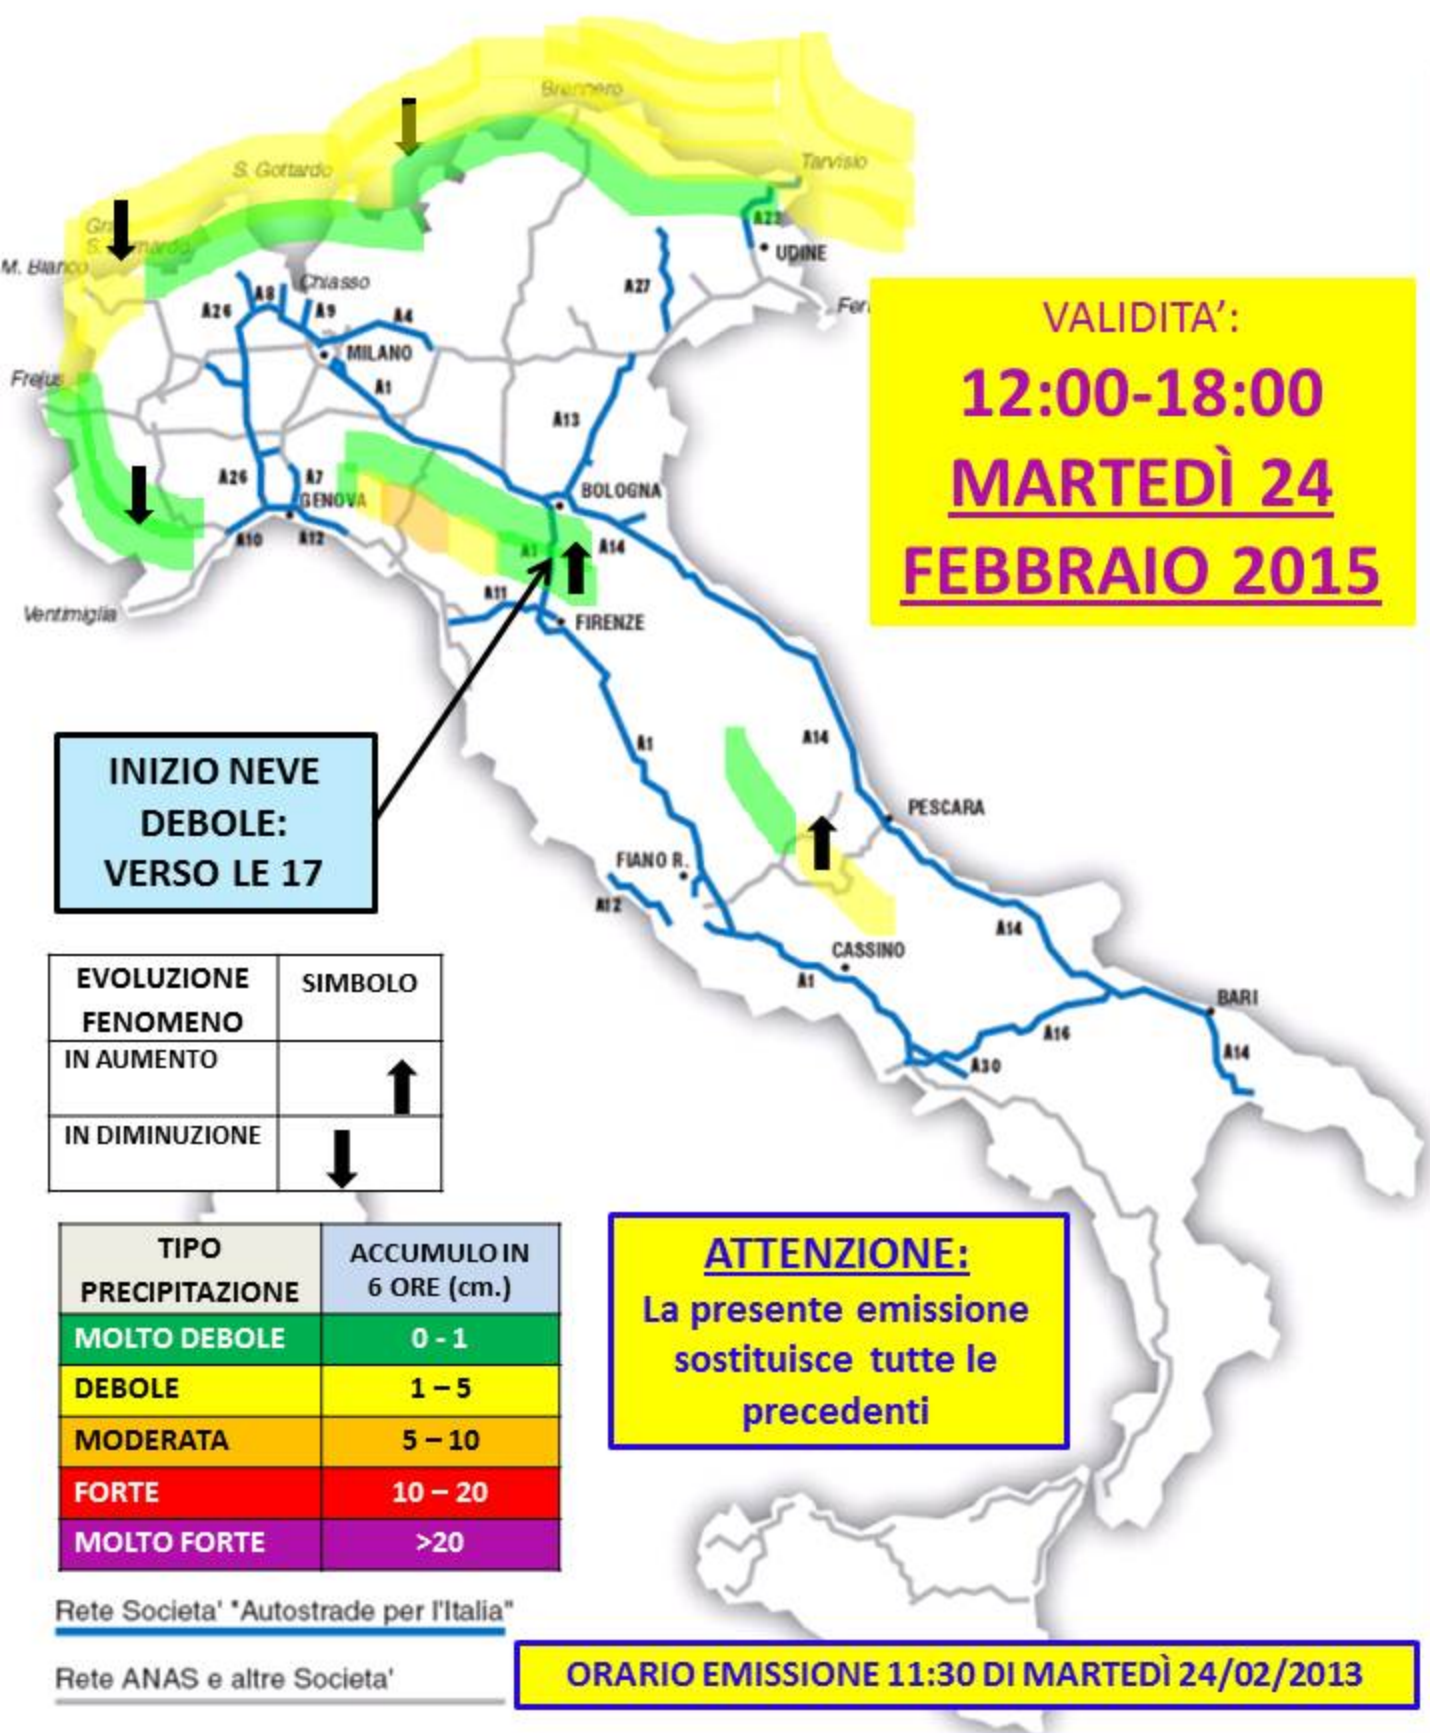 Brennero
S. Gottardo
Tarvisio
M. Bianco
Chiasso
A23
UDINE
A26
A8
A9
A4
A27
MILANO
Frejus
A1
A13
A26
A7
GENOVA
BOLOGNA
A10
A12
A1
A14
Ventimiglia
A11
FIRENZE
VALIDITA’:
12:00-18:00
MARTEDÌ 24
FEBBRAIO 2015
INIZIO NEVE
DEBOLE:
VERSO LE 17
A1
A14
PESCARA
FIANO R.
A12
A14
CASSINO
A1
BARI
A16
A14
A30
EVOLUZIONE
FENOMENO
SIMBOLO
IN AUMENTO
IN DIMINUZIONE
TIPO
PRECIPITAZIONE
ACCUMULO IN
6 ORE (cm.)
MOLTO DEBOLE
0 - 1
DEBOLE
1 – 5
MODERATA
5 – 10
FORTE
10 – 20
MOLTO FORTE
>20
ATTENZIONE:
La presente emissione
sostituisce tutte le
precedenti
Rete Societa' "Autostrade per l'Italia"
Rete ANAS e altre Societa'
ORARIO EMISSIONE 11:30 DI MARTEDÌ 24/02/2013